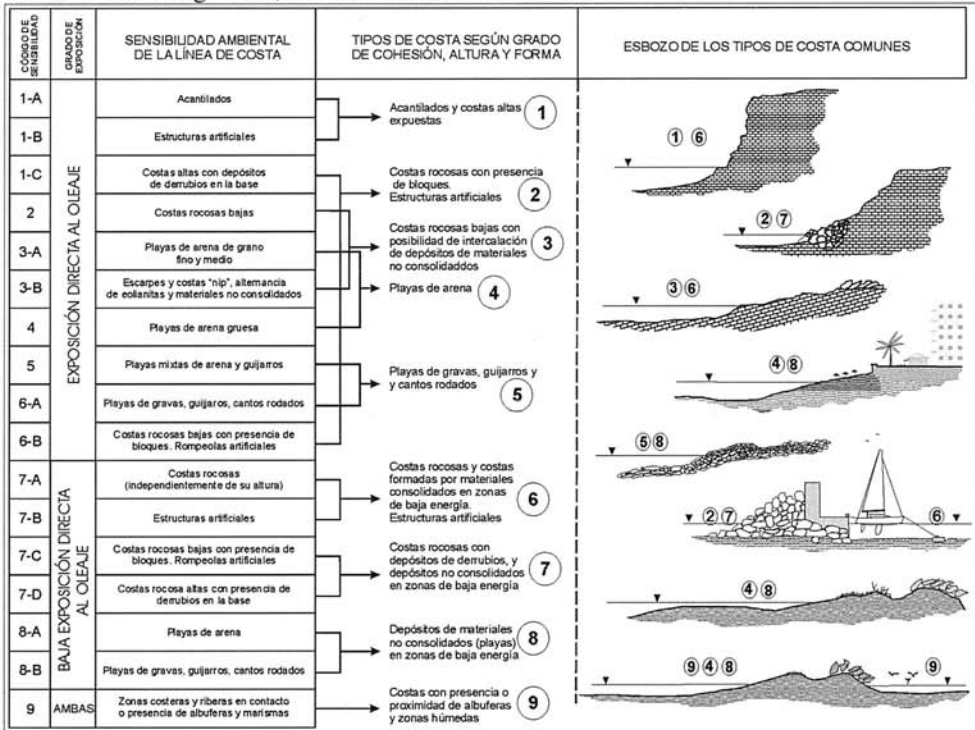 CÓDIGO DE
SENSIBILIDAD
GRADO DE
EXPOSICIÓN
SENSIBILIDAD AMBIENTAL
DE LA LÍNEA DE COSTA
TIPOS DE COSTA SEGÚN GRADO
DE COHESIÓN, ALTURA Y FORMA
ESBOZO DE LOS TIPOS DE COSTA COMUNES
EXPOSICIÓN DIRECTA AL OLEAJE
1-A
Acantilados
1-B
Estructuras artificiales
Acantilados y costas altas
expuestas
1
1-C
Costas altas con depósitos
de derrubios en la base
2
Costas rocosas bajas
Costas rocosas con presencia
de bloques.
Estructuras artificiales
2
3-A
Playas de arena de grano
fino y medio
Costas rocosas bajas con
posibilidad de intercalación
de depósitos de materiales
no consolidaddos
3
3-B
Escarpes y costas "nip", alternancia
de eolianitas y materiales no consolidados
Playas de arena
4
4
Playas de arena gruesa
5
Playas mixtas de arena y guijarros
6-A
Playas de gravas, guijjaros, cantos rodados
Playas de gravas, guijarros y
y cantos rodados
5
6-B
Costas rocosas bajas con presencia de
bloques. Rompeolas artificiales
BAJA EXPOSICIÓN DIRECTA
AL OLEAJE
7-A
Costas rocosas
(independientemente de su altura)
7-B
Estructuras artificiales
Costas rocosas y costas
formadas por materiales
consolidados en zonas
de baja energía.
Estructuras artificiales
6
7-C
Costas rocosas bajas con presencia de
bloques. Rompeolas artificiales
7-D
Costas rocosa altas con presencia de
derrubios en la base
Costas rocosas con
depósitos de derrubios, y
depósitos no consolidados
en zonas de baja energía
7
8-A
Playas de arena
8-B
Playas de gravas, guijarros, cantos rodados
Depósitos de materiales
no consolidados (playas)
en zonas de baja energía
8
9
AMBAS
Zonas costeras y riberas en contacto
o presencia de albuferas y marismas
Costas con presencia o
proximidad de albuferas
y zonas húmedas
9
1 6
2 7
3 6
4 8
5 8
2 7
6
4 8
9 4 8
9